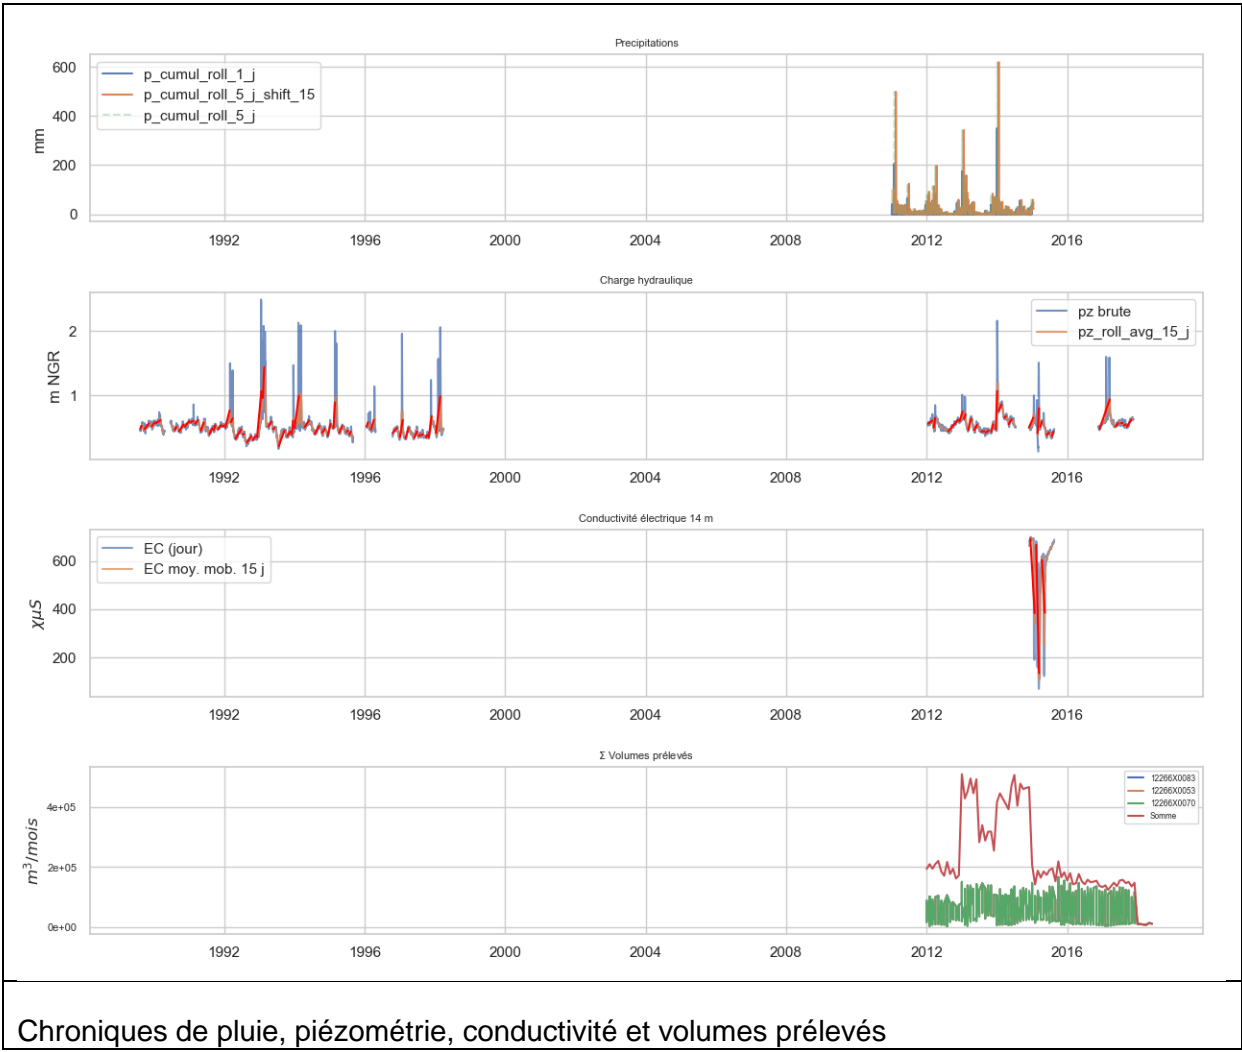 Precipitations
600
400
200
0
mm
p_cumul_roll_1_j
p_cumul_roll_5_j_shift_15
p_cumul_roll_5_j
1992 1996 2000 2004 2008 2012 2016
Charge hydraulique
2
1
m NGR
pz brute
pz_roll_avg_15_j
1992 1996 2000 2004 2008 2012 2016
Conductivité électrique 14 m
600
400
200
χμS
EC (jour)
EC moy. mob. 15 j
1992 1996 2000 2004 2008 2012 2016
Σ Volumes prélevés
4e+05
2e+05
0e+00
m³/mois
12266X0083
12266X0053
12266X0070
Somme
1992 1996 2000 2004 2008 2012 2016
Chroniques de pluie, piézométrie, conductivité et volumes prélevés